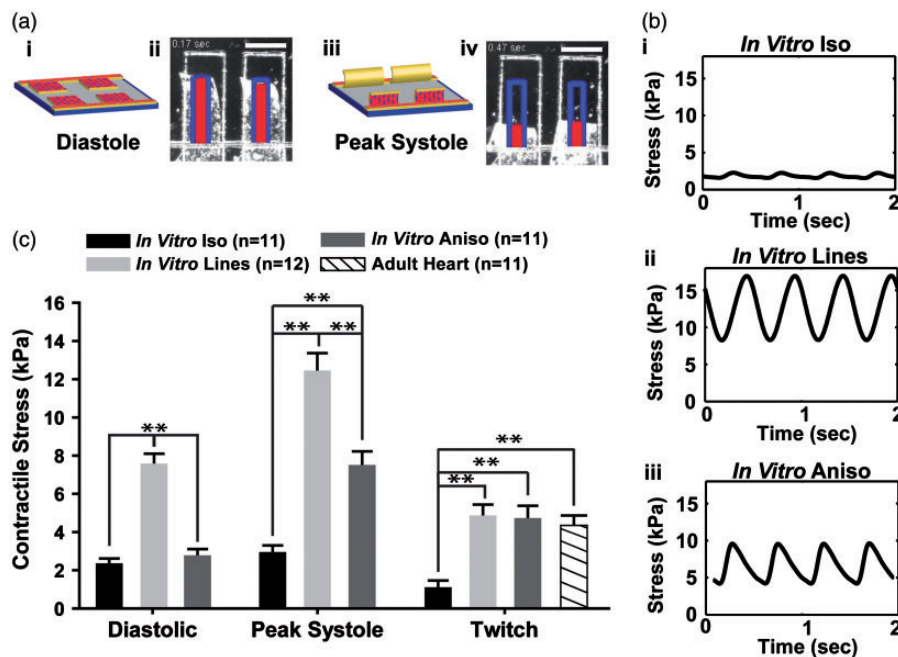 (a)
i
ii
iii
iv
0.17 sec
0.47 sec
Diastole
Peak Systole
(b)
i
In Vitro Iso
Stress (kPa)
15
10
5
0
0
1
2
Time (sec)
ii
In Vitro Lines
Stress (kPa)
15
10
5
0
0
1
2
Time (sec)
iii
In Vitro Aniso
Stress (kPa)
15
10
5
0
0
1
2
Time (sec)
(c)
In Vitro Iso (n=11)
In Vitro Aniso (n=11)
In Vitro Lines (n=12)
Adult Heart (n=11)
Contractile Stress (kPa)
16
14
12
10
8
6
4
2
0
**
**
** **
**
**
**
Diastolic
Peak Systole
Twitch